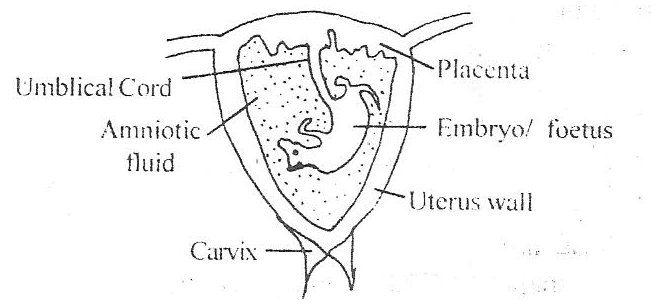 Placenta
Umblical Cord
Amniotic
fluid
Embryo/ foetus
Uterus wall
Carvix